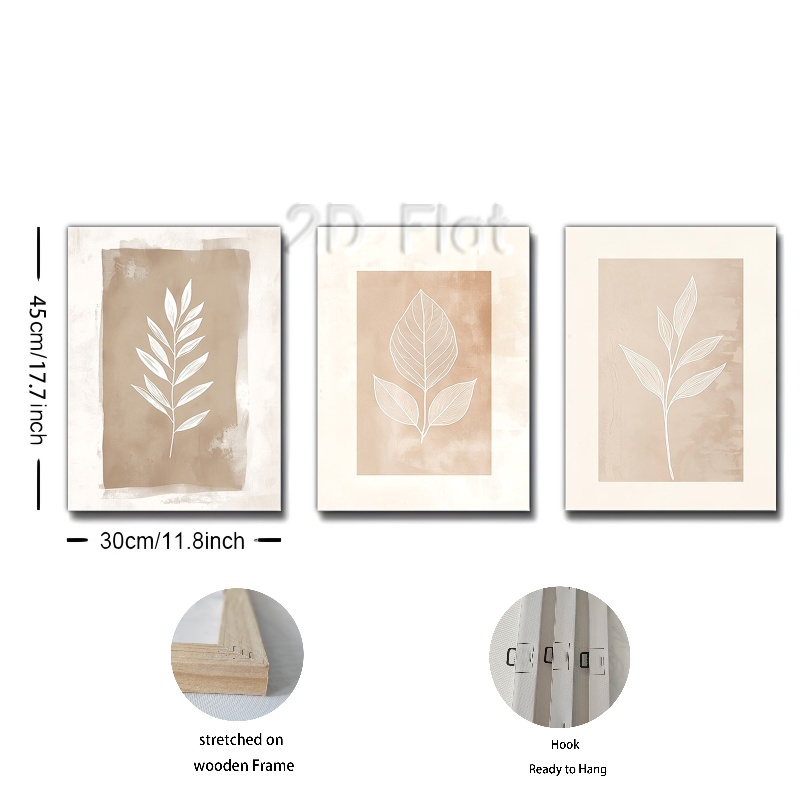 2D Flat
45cm/17.7inch
30cm/11.8inch
stretched on
wooden Frame
Hook
Ready to Hang